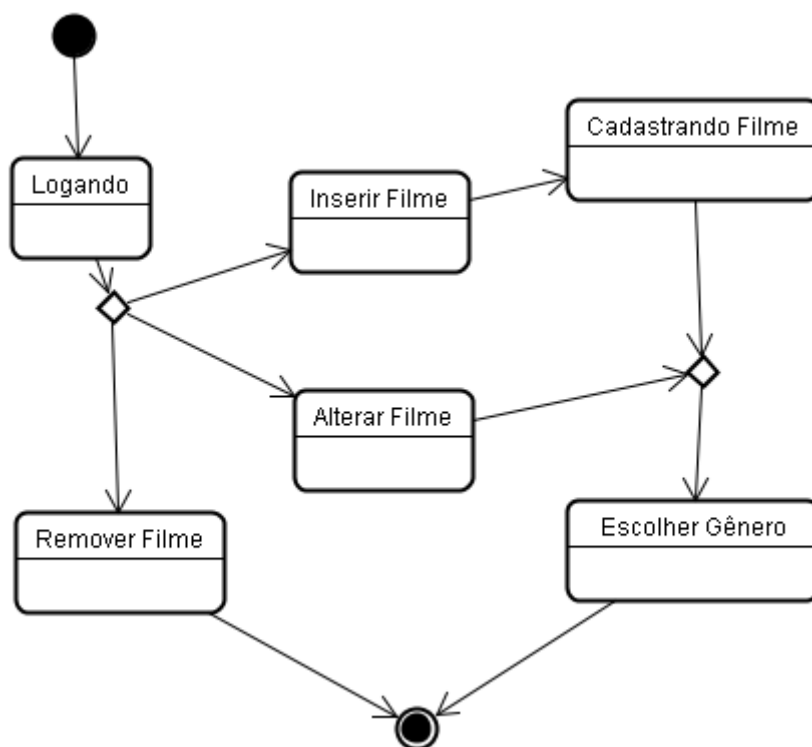 Cadastrando Filme
Logando
Inserir Filme
Alterar Filme
Remover Filme
Escolher Gênero